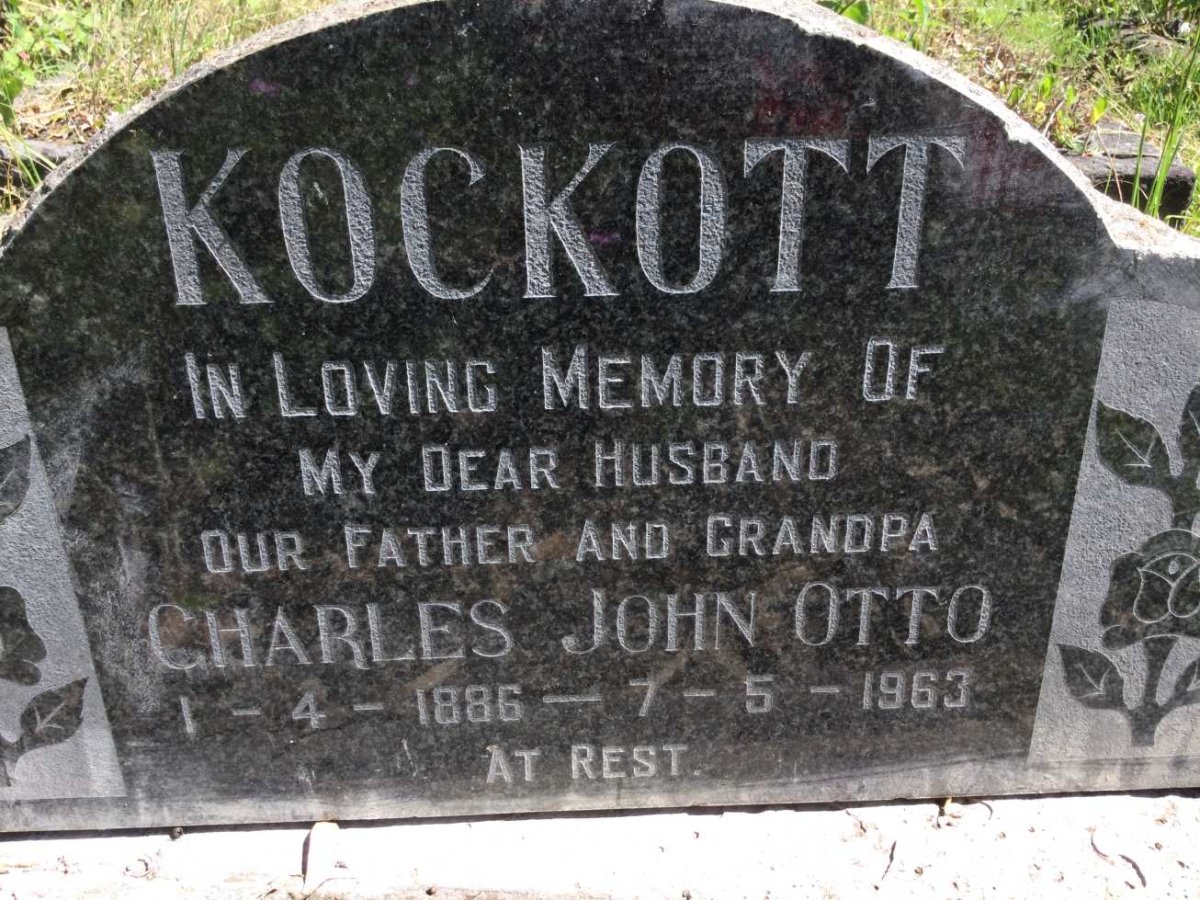 KOCKOTT
IN LOVING MEMORY OF
MY DEAR HUSBAND
OUR FATHER AND GRANDPA
CHARLES JOHN OTTO
1 - 4 - 1886 — 7 - 5 - 1963
AT REST.